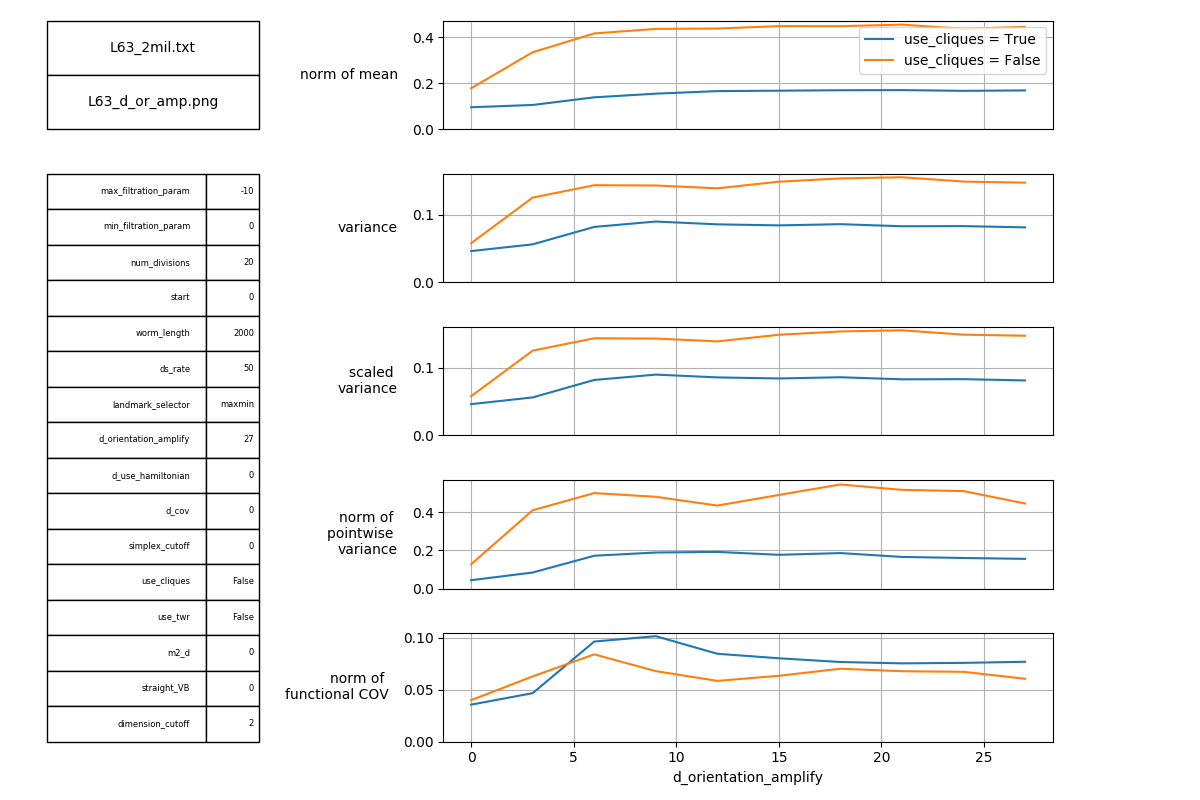 L63_2mil.txt
L63_d_or_amp.png
max_filtration_param -10
min_filtration_param 0
num_divisions 20
start 0
worm_length 2000
ds_rate 50
landmark_selector maxmin
d_orientation_amplify 27
d_use_hamiltonian 0
d_cov 0
simplex_cutoff 0
use_cliques False
use_twr False
m2_d 0
straight_VB 0
dimension_cutoff 2
norm of mean
0.4
0.2
0.0
use_cliques = True
use_cliques = False
variance
0.1
0.0
scaled
variance
0.1
0.0
norm of
pointwise
variance
0.4
0.2
0.0
norm of
functional COV
0.10
0.05
0.00
0 5 10 15 20 25
d_orientation_amplify